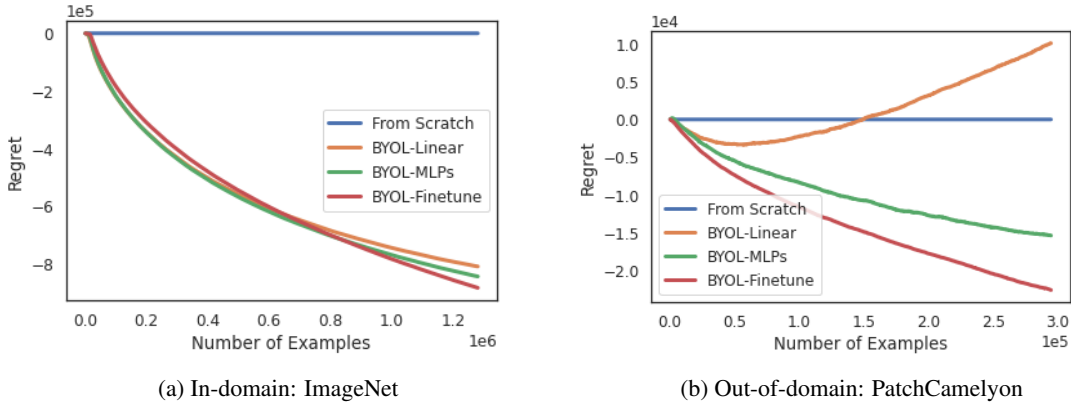 1e5
0
−2
−4
−6
−8
Regret
0.0 0.2 0.4 0.6 0.8 1.0 1.2
1e6
Number of Examples
From Scratch
BYOL-Linear
BYOL-MLPs
BYOL-Finetune
(a) In-domain: ImageNet
1e4
1.0
0.5
0.0
−0.5
−1.0
−1.5
−2.0
Regret
0.0 0.5 1.0 1.5 2.0 2.5 3.0
1e5
Number of Examples
From Scratch
BYOL-Linear
BYOL-MLPs
BYOL-Finetune
(b) Out-of-domain: PatchCamelyon